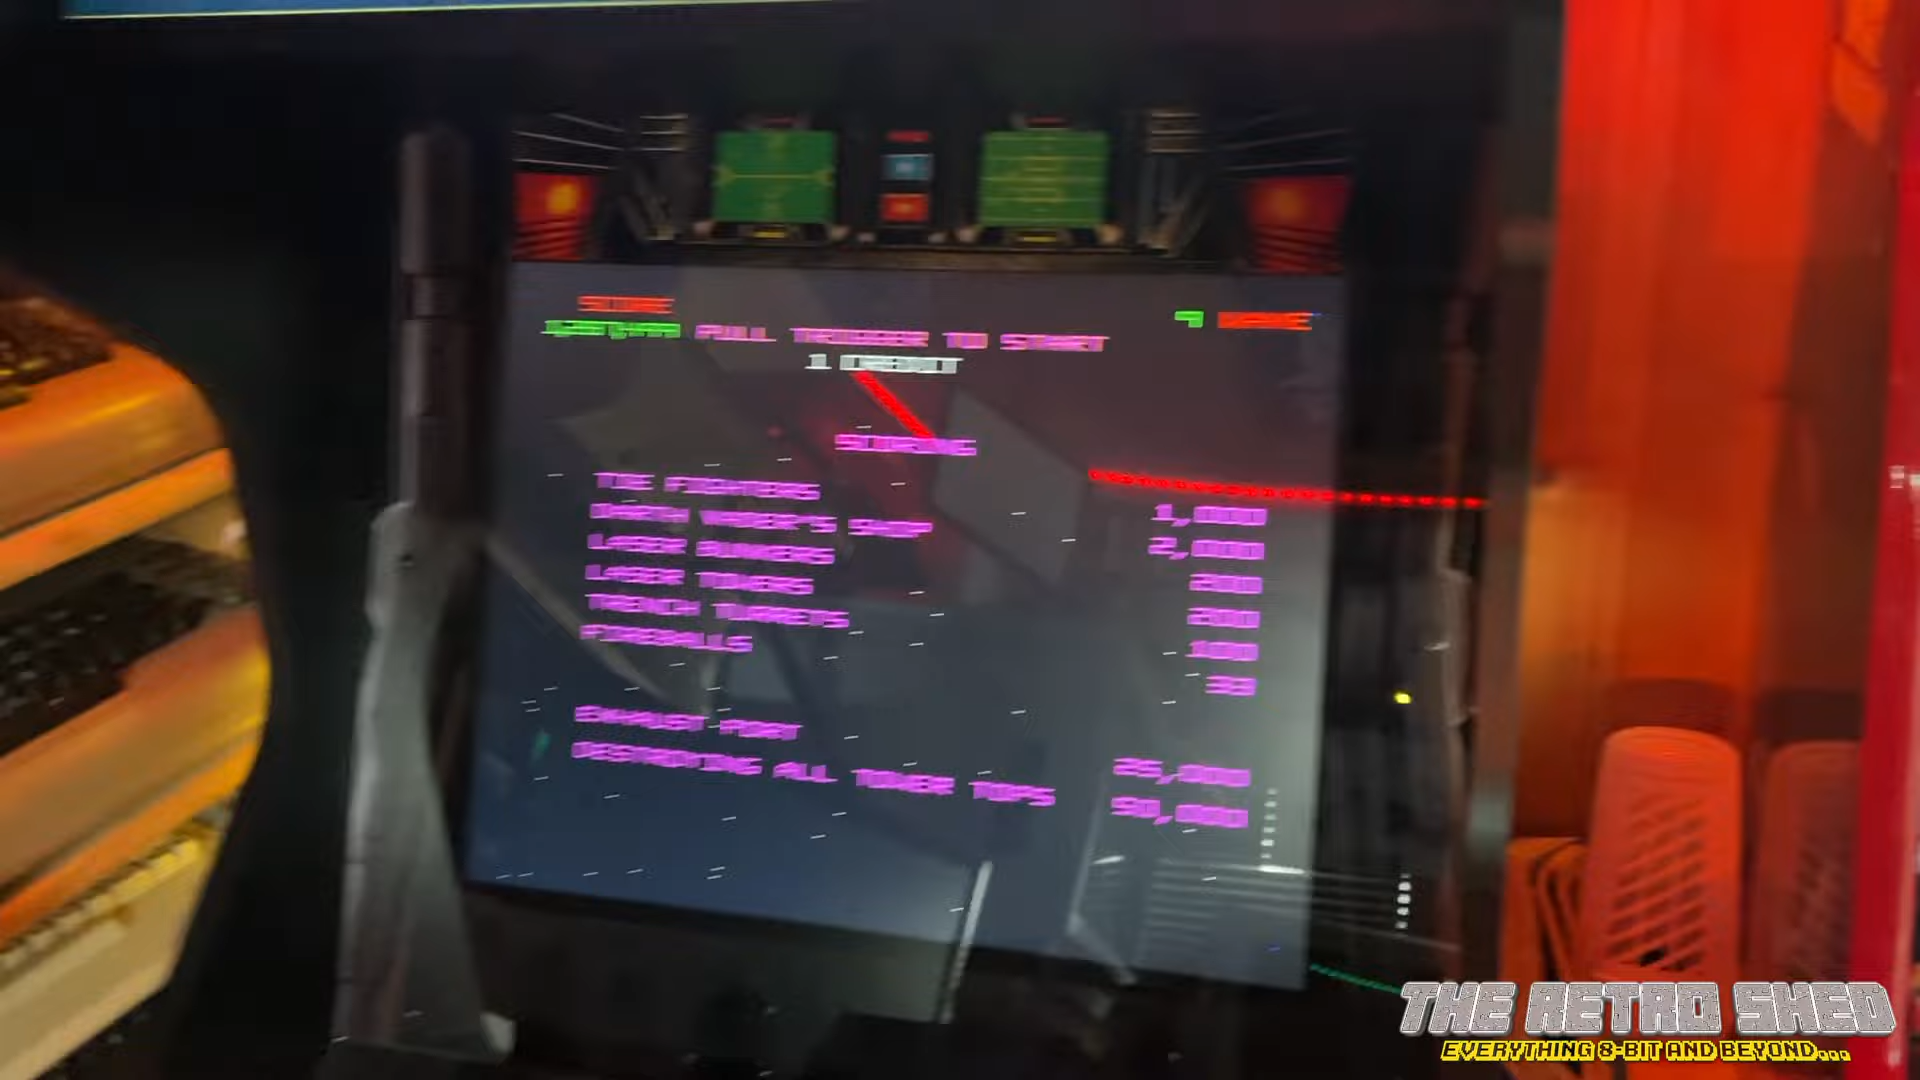 SCORE
PULL TRIGGER TO START
9 WAVE
1 CREDIT
SCORING
TIE FIGHTERS 1,000
DARTH VADER'S SHIP 2,000
LASER BUNKERS 200
LASER TOWERS 200
TRENCH TURRETS 100
FIREBALLS 33
EXHAUST PORT 25,000
DESTROYING ALL TOWER TOPS 50,000
THE RETRO SHED
EVERYTHING 8-BIT AND BEYOND...